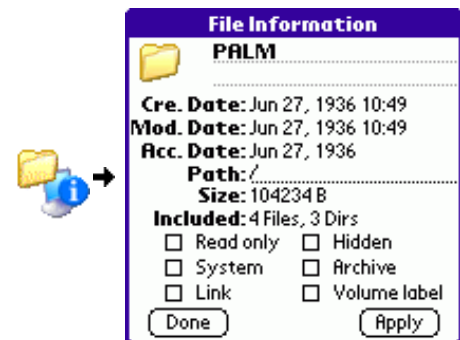 File Information
PALM
Cre. Date: Jun 27, 1936 10:49
Mod. Date: Jun 27, 1936 10:49
Acc. Date: Jun 27, 1936
Path: /
Size: 104234 B
Included: 4 Files, 3 Dirs
Read only Hidden
System Archive
Link Volume label
Done Apply